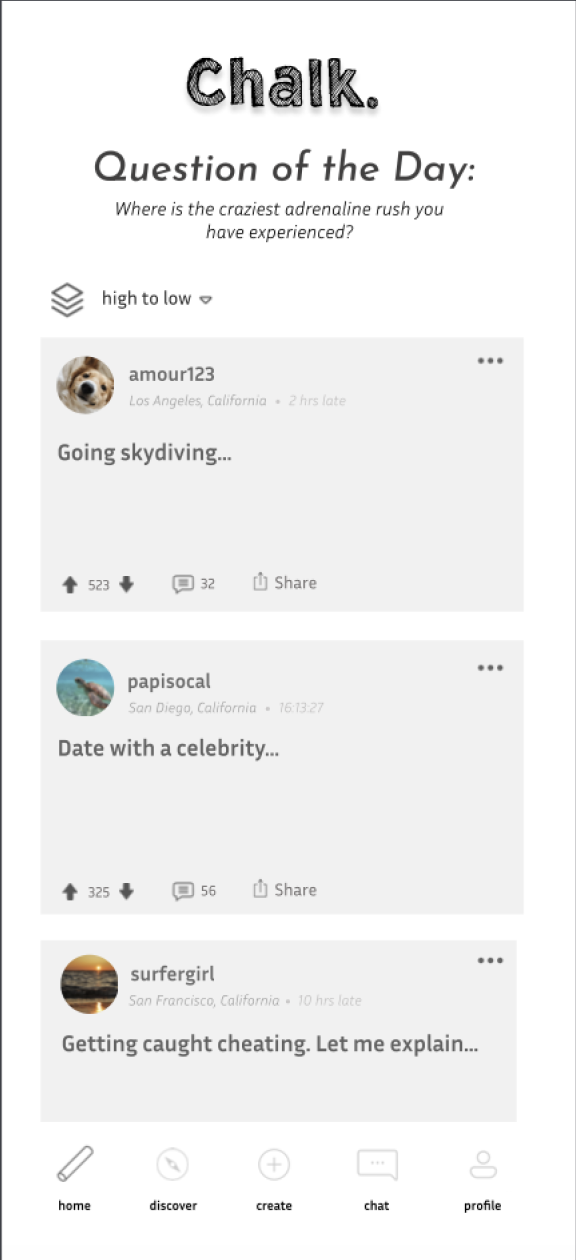 Chalk.
Question of the Day:
Where is the craziest adrenaline rush you
have experienced?
high to low
amour123
Los Angeles, California • 2 hrs late
Going skydiving...
523 32 Share
papisocal
San Diego, California • 16:13:27
Date with a celebrity...
325 56 Share
surfergirl
San Francisco, California • 10 hrs late
Getting caught cheating. Let me explain...
home discover create chat profile